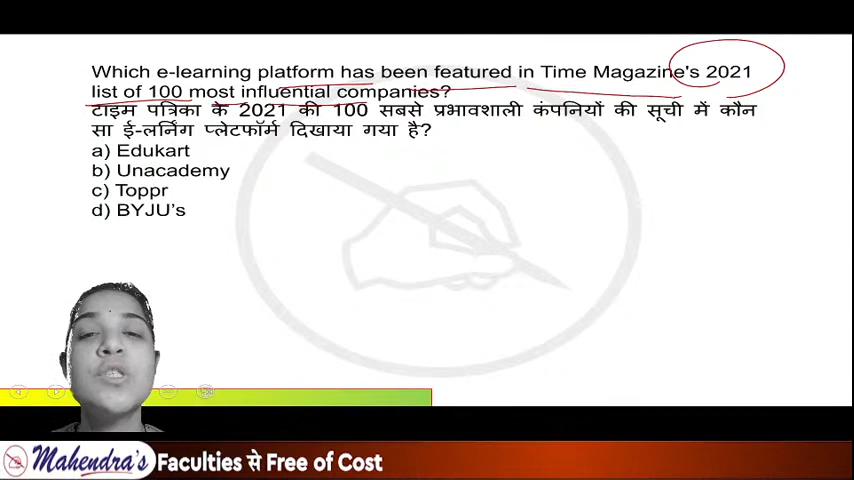 Which e-learning platform has been featured in Time Magazine's 2021
list of 100 most influential companies?
टाइम पत्रिका के 2021 की 100 सबसे प्रभावशाली कंपनियों की सूची में कौन
सा ई-लर्निंग प्लेटफॉर्म दिखाया गया है?
a) Edukart
b) Unacademy
c) Toppr
d) BYJU's
Mahendra's Faculties से Free of Cost